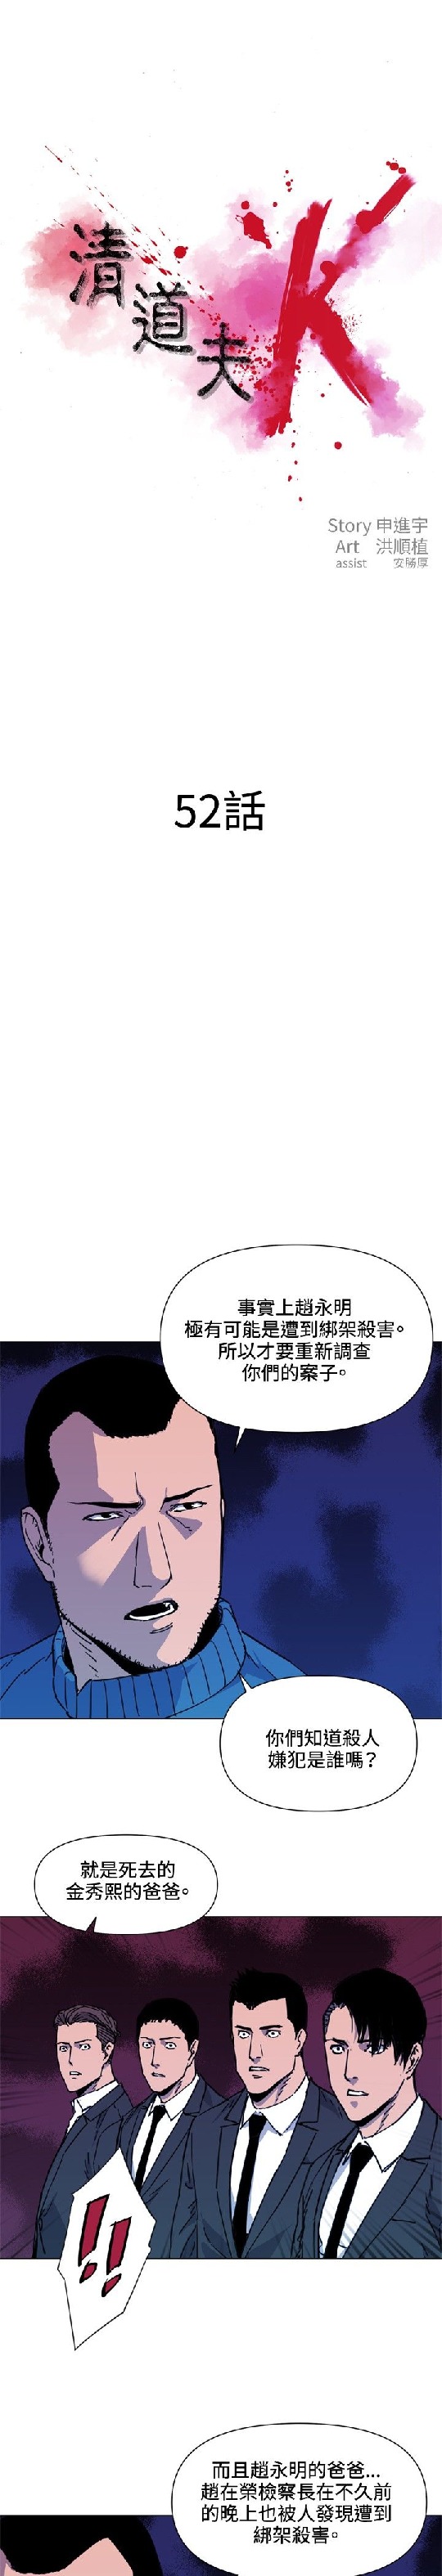 清道夫K
Story 申進宇
Art 洪順植
assist 安勝厚
52話
事實上趙永明
極有可能是遭到綁架殺害。
所以才要重新調查
你們的案子。
你們知道殺人
嫌犯是誰嗎?
就是死去的
金秀熙的爸爸。
!!
而且趙永明的爸爸...
趙在榮檢察長在不久前
的晚上也被人發現遭到
綁架殺害。